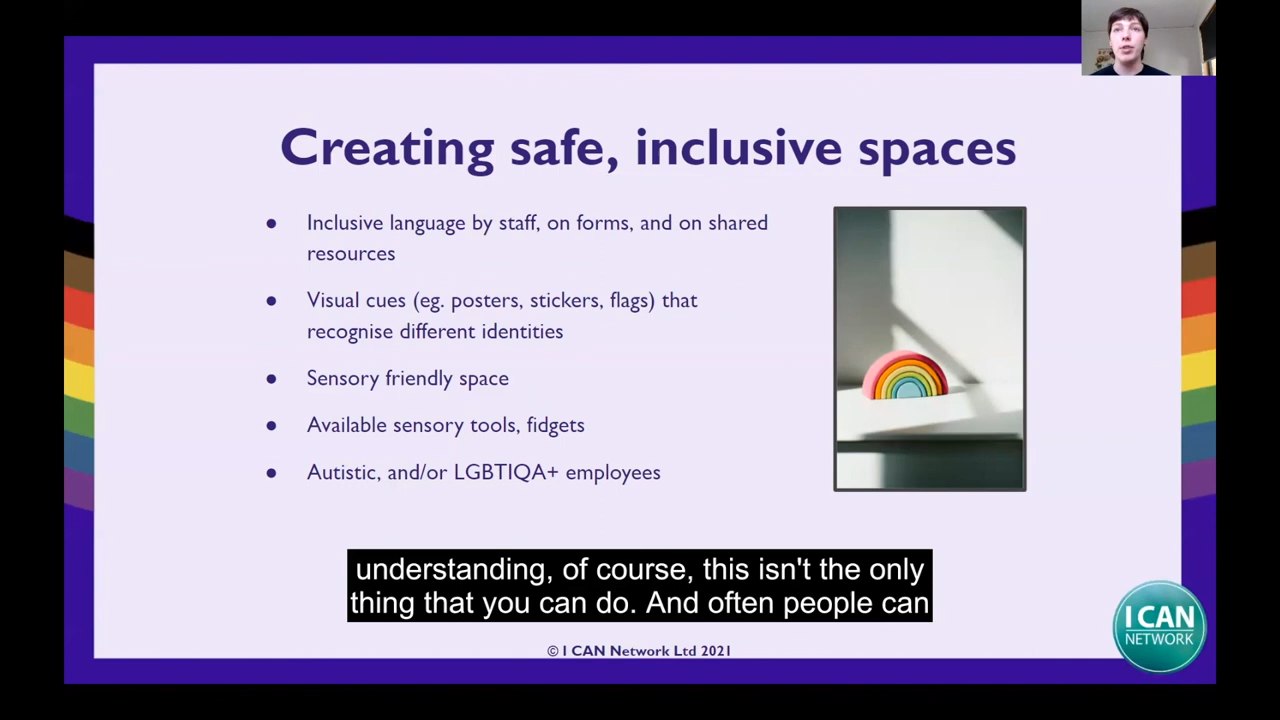 Creating safe, inclusive spaces
● Inclusive language by staff, on forms, and on shared
resources
● Visual cues (eg. posters, stickers, flags) that
recognise different identities
● Sensory friendly space
● Available sensory tools, fidgets
● Autistic, and/or LGBTIQA+ employees
understanding, of course, this isn't the only
thing that you can do. And often people can
© I CAN Network Ltd 2021
I CAN
NETWORK